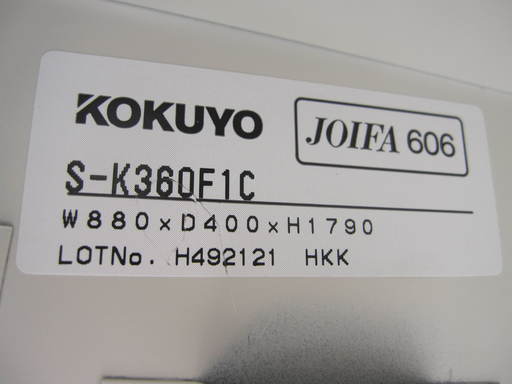 KOKUYO JOIFA 606
S-K360F1C
W880×D400×H1790
LOTNo. H492121 HKK